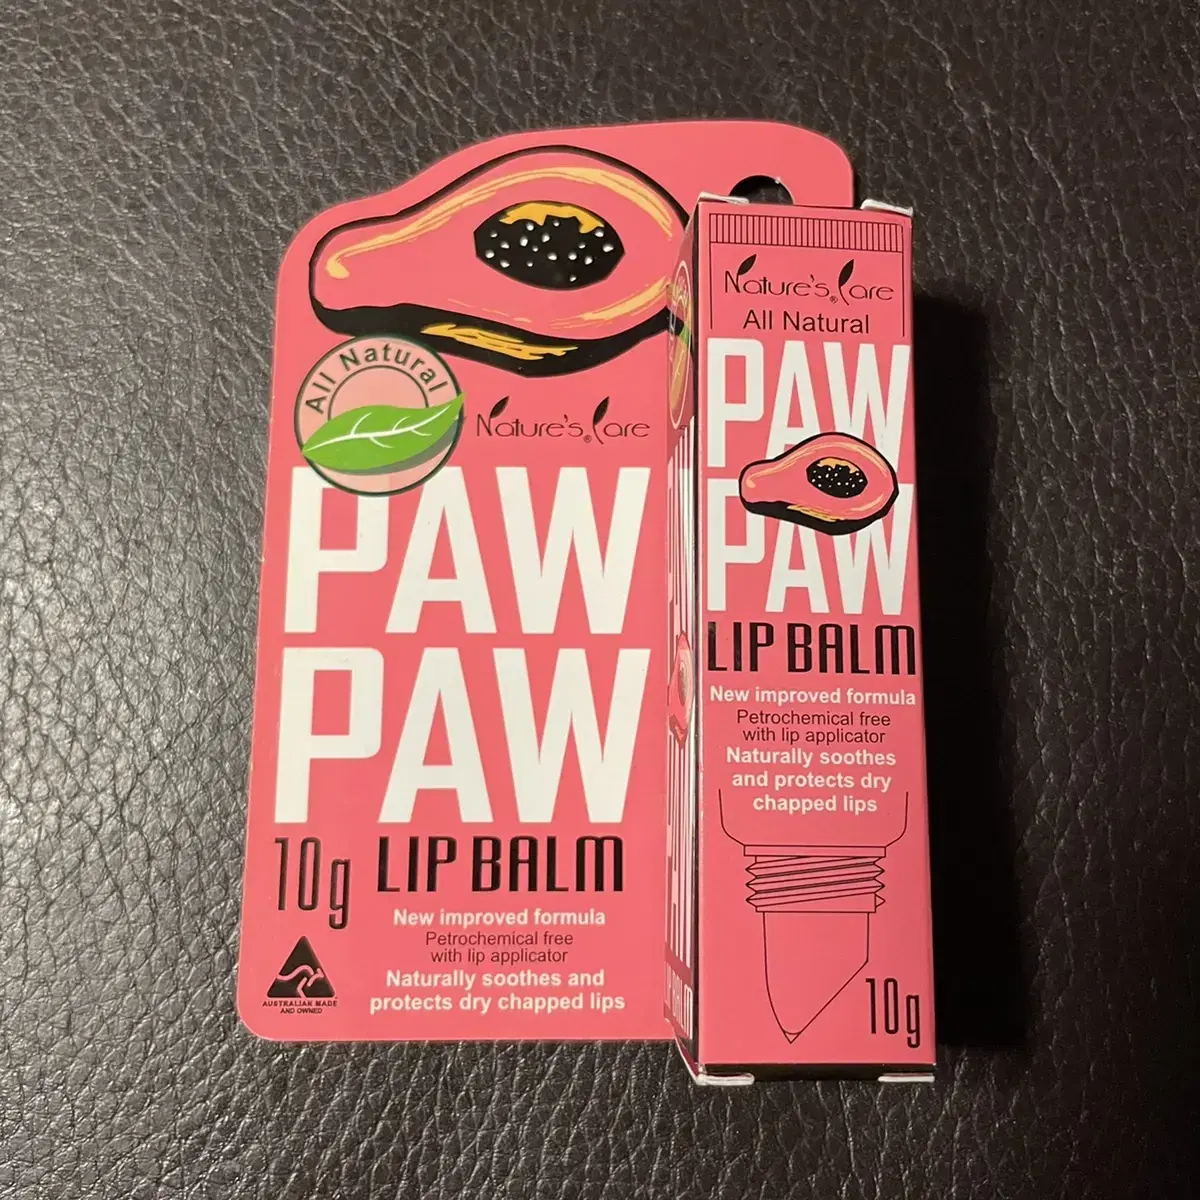 All Natural
Nature's Care
PAW
PAW
10g
LIP BALM
New improved formula
Petrochemical free
with lip applicator
Naturally soothes and
protects dry chapped lips
AUSTRALIAN MADE
AND OWNED
Nature's Care
®
All Natural
PAW
PAW
LIP BALM
New improved formula
Petrochemical free
with lip applicator
Naturally soothes
and protects dry
chapped lips
10g
LIP BALM